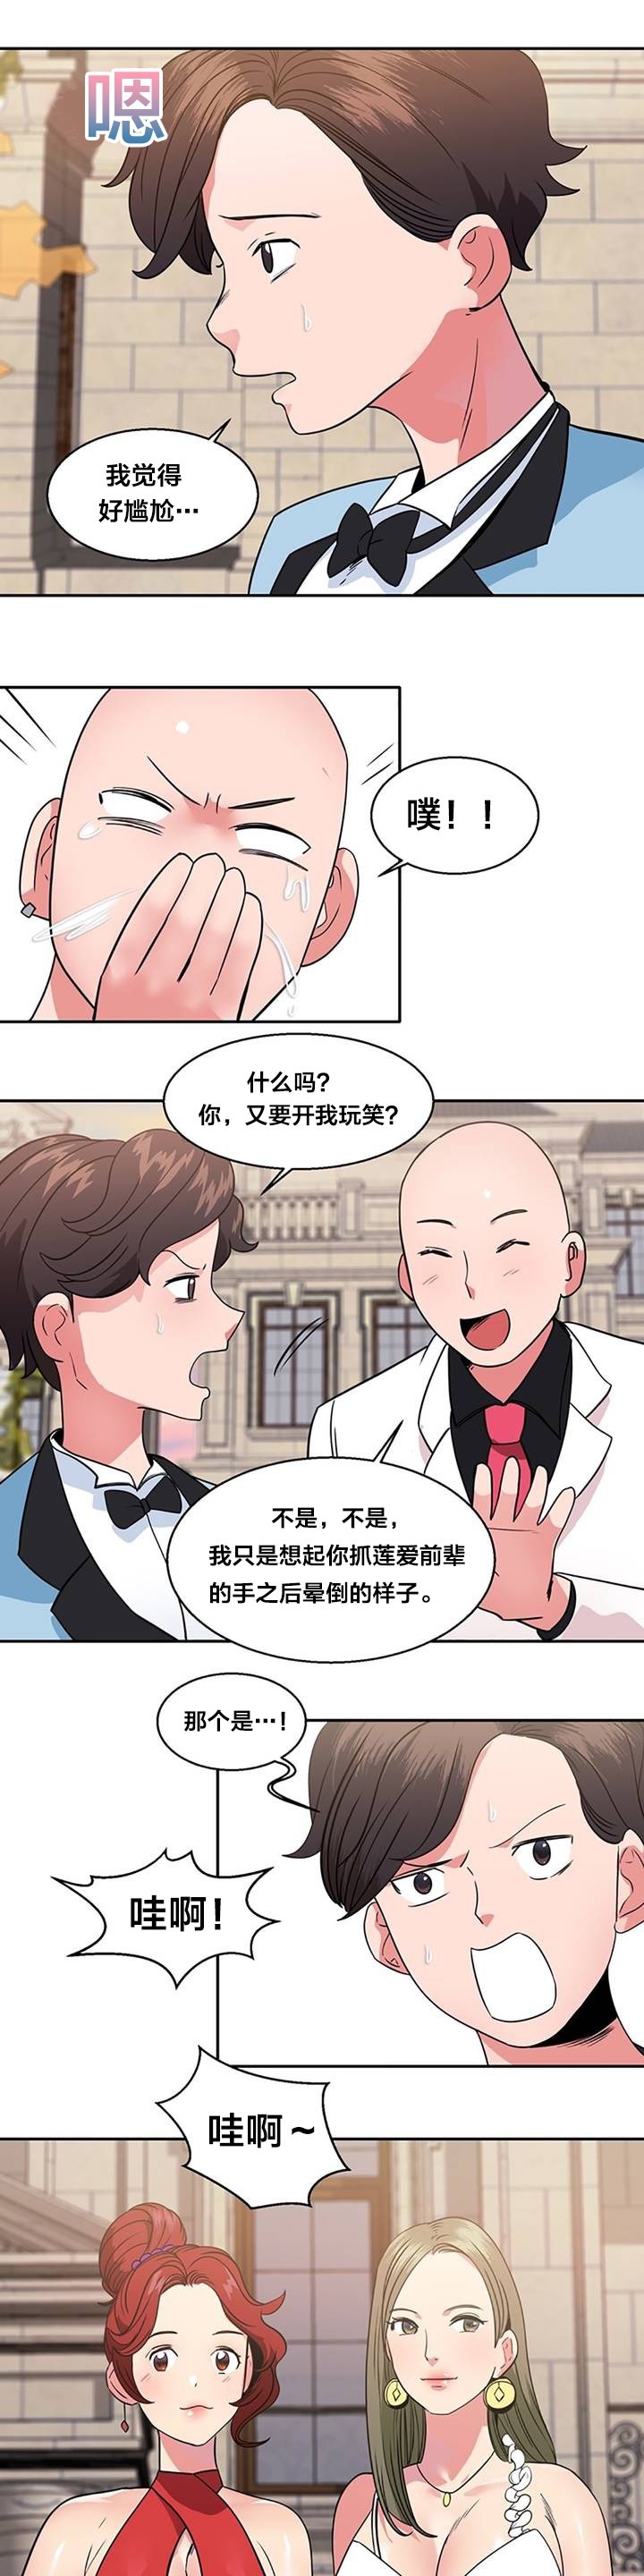 嗯
我觉得
好尴尬…
噗！！
什么吗？
你，又要开我玩笑？
不是，不是，
我只是想起你抓莲爱前辈
的手之后晕倒的样子。
那个是…！
哇啊！
哇啊～